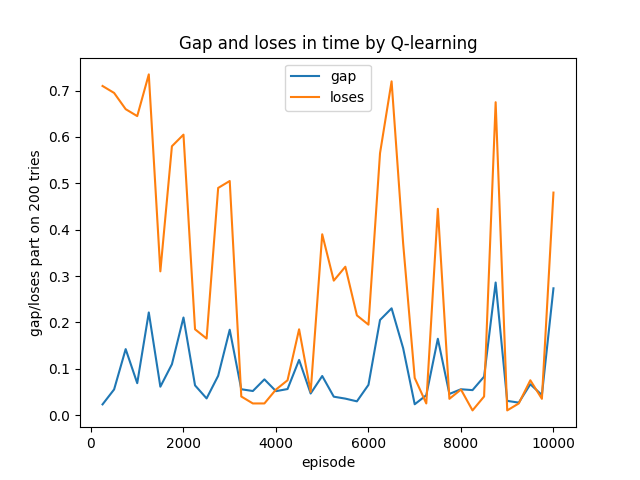 Gap and loses in time by Q-learning
gap
loses
gap/loses part on 200 tries
0.7
0.6
0.5
0.4
0.3
0.2
0.1
0.0
0 2000 4000 6000 8000 10000
episode